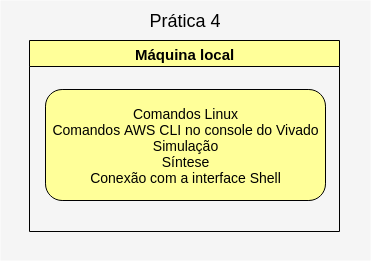 Prática 4
Máquina local
Comandos Linux
Comandos AWS CLI no console do Vivado
Simulação
Síntese
Conexão com a interface Shell